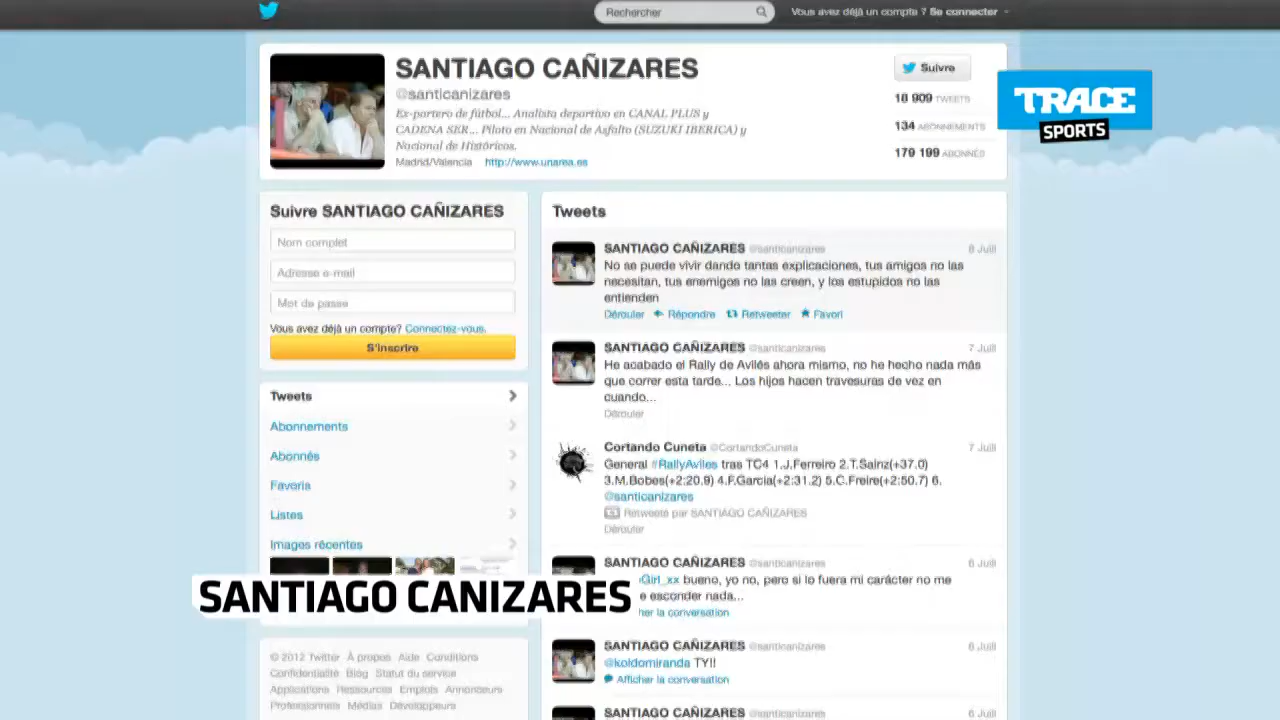 Rechercher
Vous avez déjà un compte ? Se connecter
SANTIAGO CAÑIZARES
@santicanizares
Ex-portero de fútbol... Analista deportivo en CANAL PLUS y
CADENA SER... Piloto en Nacional de Asfalto (SUZUKI IBERICA) y
Nacional de Históricos.
Madrid/Valencia http://www.unarea.es
Suivre
18 909 TWEETS
134 ABONNEMENTS
179 199 ABONNÉS
TRACE
SPORTS
Suivre SANTIAGO CAÑIZARES
Nom complet
Adresse e-mail
Mot de passe
Vous avez déjà un compte? Connectez-vous.
S'inscrire
Tweets
Abonnements
Abonnés
Favoris
Listes
Images récentes
© 2012 Twitter À propos Aide Conditions
Confidentialité Blog Statut du service
Applications Ressources Emplois Annonceurs
Professionnels Médias Développeurs
Tweets
SANTIAGO CAÑIZARES @santicanizares 8 Juil
No se puede vivir dando tantas explicaciones, tus amigos no las
necesitan, tus enemigos no las creen, y los estupidos no las
entienden
Dérouler Répondre Retweeter Favori
SANTIAGO CAÑIZARES @santicanizares 7 Juil
He acabado el Rally de Avilés ahora mismo, no he hecho nada más
que correr esta tarde... Los hijos hacen travesuras de vez en
cuando...
Dérouler
Cortando Cuneta @CortandoCuneta 7 Juil
General #RallyAviles tras TC4 1.J.Ferreiro 2.T.Sainz(+37.0)
3.M.Bobes(+2:20.9) 4.F.Garcia(+2:31.2) 5.C.Freire(+2:50.7) 6.
@santicanizares
Retweeté par SANTIAGO CAÑIZARES
Dérouler
SANTIAGO CAÑIZARES @santicanizares 6 Juil
Girl_xx bueno, yo no, pero si lo fuera mi carácter no me
esconder nada...
her la conversation
SANTIAGO CAÑIZARES @santicanizares 6 Juil
@koldomiranda TY!!
Afficher la conversation
SANTIAGO CAÑIZARES @santicanizares 6 Juil
SANTIAGO CANIZARES